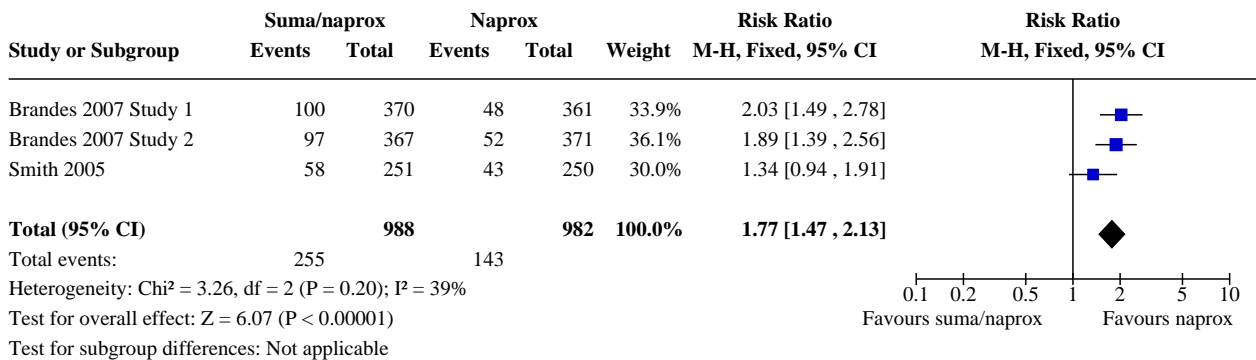 Suma/naprox Naprox Risk Ratio Risk Ratio
Study or Subgroup Events Total Events Total Weight M-H, Fixed, 95% CI M-H, Fixed, 95% CI
Brandes 2007 Study 1 100 370 48 361 33.9% 2.03 [1.49 , 2.78]
Brandes 2007 Study 2 97 367 52 371 36.1% 1.89 [1.39 , 2.56]
Smith 2005 58 251 43 250 30.0% 1.34 [0.94 , 1.91]
Total (95% CI) 988 982 100.0% 1.77 [1.47 , 2.13]
Total events: 255 143
Heterogeneity: Chi² = 3.26, df = 2 (P = 0.20); I² = 39%
0.1 0.2 0.5 1 2 5 10
Test for overall effect: Z = 6.07 (P < 0.00001) Favours suma/naprox Favours naprox
Test for subgroup differences: Not applicable